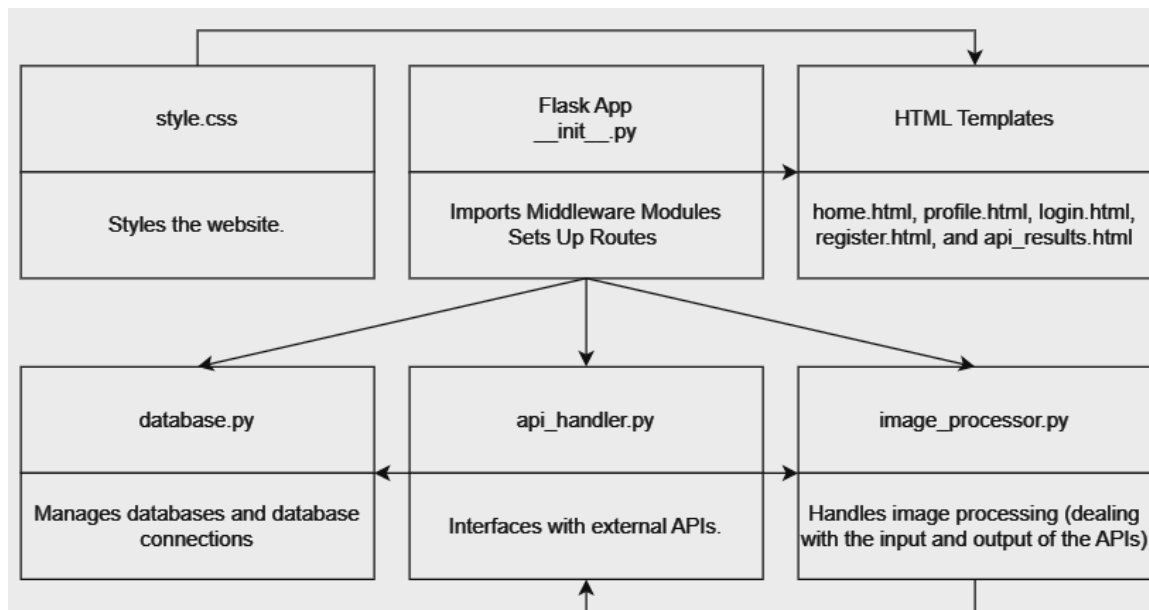 style.css
Flask App
__init__.py
HTML Templates
Styles the website.
Imports Middleware Modules
Sets Up Routes
home.html, profile.html, login.html,
register.html, and api_results.html
database.py
api_handler.py
image_processor.py
Manages databases and database
connections
Interfaces with external APIs.
Handles image processing (dealing
with the input and output of the APIs)